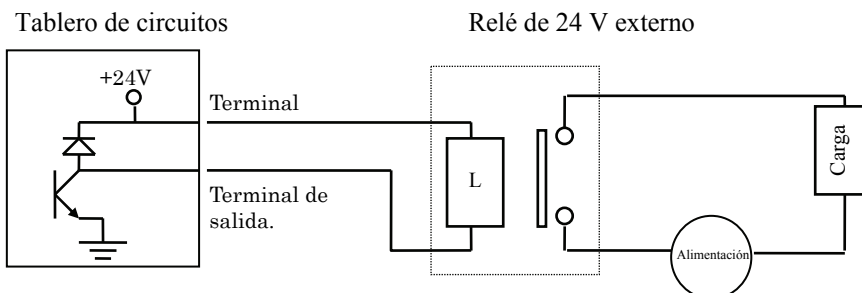 Tablero de circuitos
Relé de 24 V externo
+24V
Terminal
Terminal de
salida.
L
Carga
Alimentación